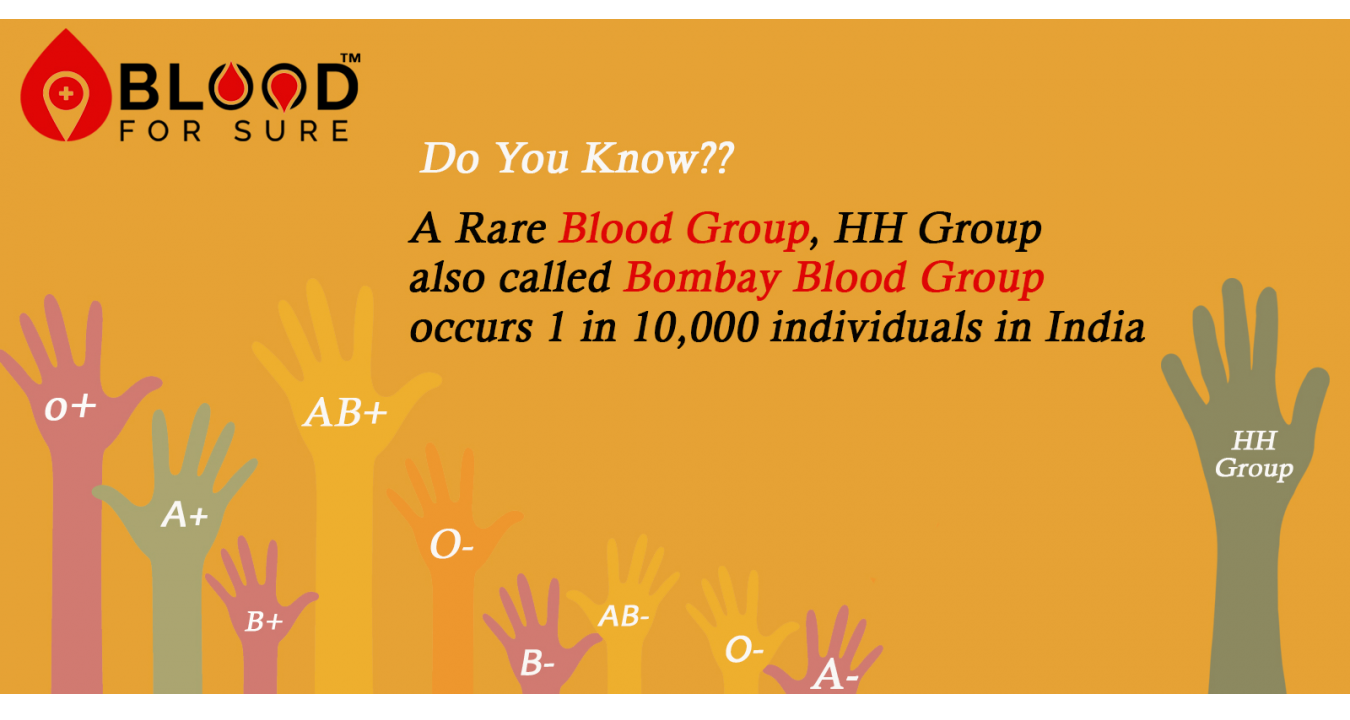 BLOOD™
FOR SURE
Do You Know??
A Rare Blood Group, HH Group
also called Bombay Blood Group
occurs 1 in 10,000 individuals in India
o+
AB+
A+
HH
Group
O-
B+
AB-
B-
O-
A-